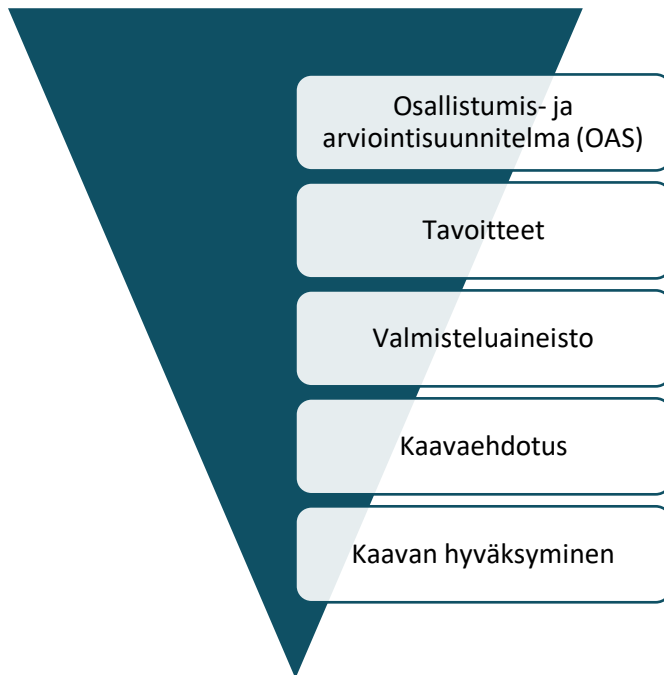 Osallistumis- ja
arviointisuunnitelma (OAS)
Tavoitteet
Valmisteluaineisto
Kaavaehdotus
Kaavan hyväksyminen